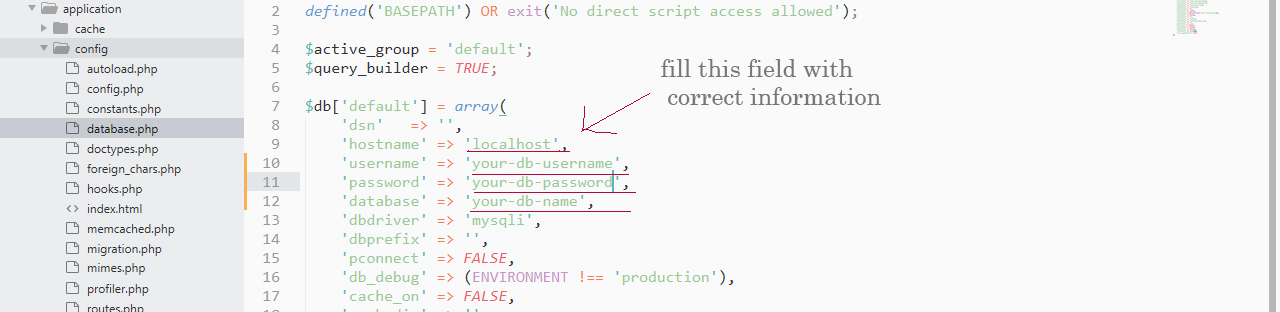 application
cache
config
autoload.php
config.php
constants.php
database.php
doctypes.php
foreign_chars.php
hooks.php
index.html
memcached.php
migration.php
mimes.php
profiler.php
routes.php
2 defined('BASEPATH') OR exit('No direct script access allowed');
3
4 $active_group = 'default';
5 $query_builder = TRUE;
6
7 $db['default'] = array(
8 'dsn'   => '',
9 'hostname' => 'localhost',
10 'username' => 'your-db-username',
11 'password' => 'your-db-password',
12 'database' => 'your-db-name',
13 'dbdriver' => 'mysqli',
14 'dbprefix' => '',
15 'pconnect' => FALSE,
16 'db_debug' => (ENVIRONMENT !== 'production'),
17 'cache_on' => FALSE,
fill this field with
correct information